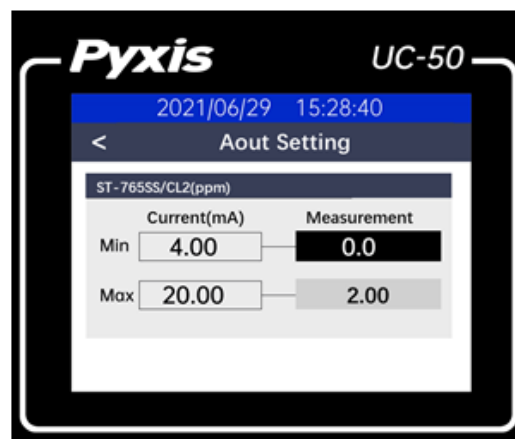 Pyxis UC-50
2021/06/29 15:28:40
< Aout Setting
ST-765SS/CL2(ppm)
Current(mA) Measurement
Min 4.00 0.0
Max 20.00 2.00